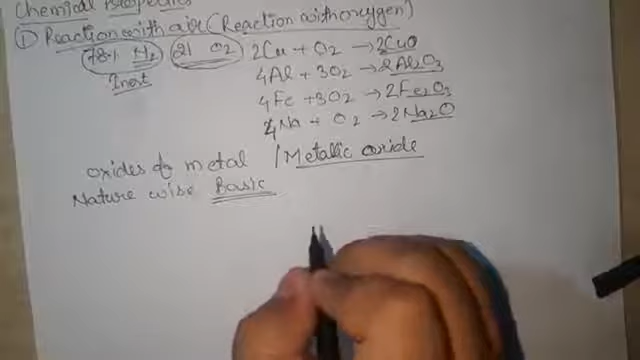 Chemical Properties
① Reaction with air (Reaction with oxygen)
78% N₂ 21 O₂ 2Cu + O₂ → 2CuO
Inert 4Al + 3O₂ → 2Al₂O₃
4Fe + 3O₂ → 2Fe₂O₃
4Na + O₂ → 2Na₂O
oxides of metal / Metallic oxide
Nature wise Basic